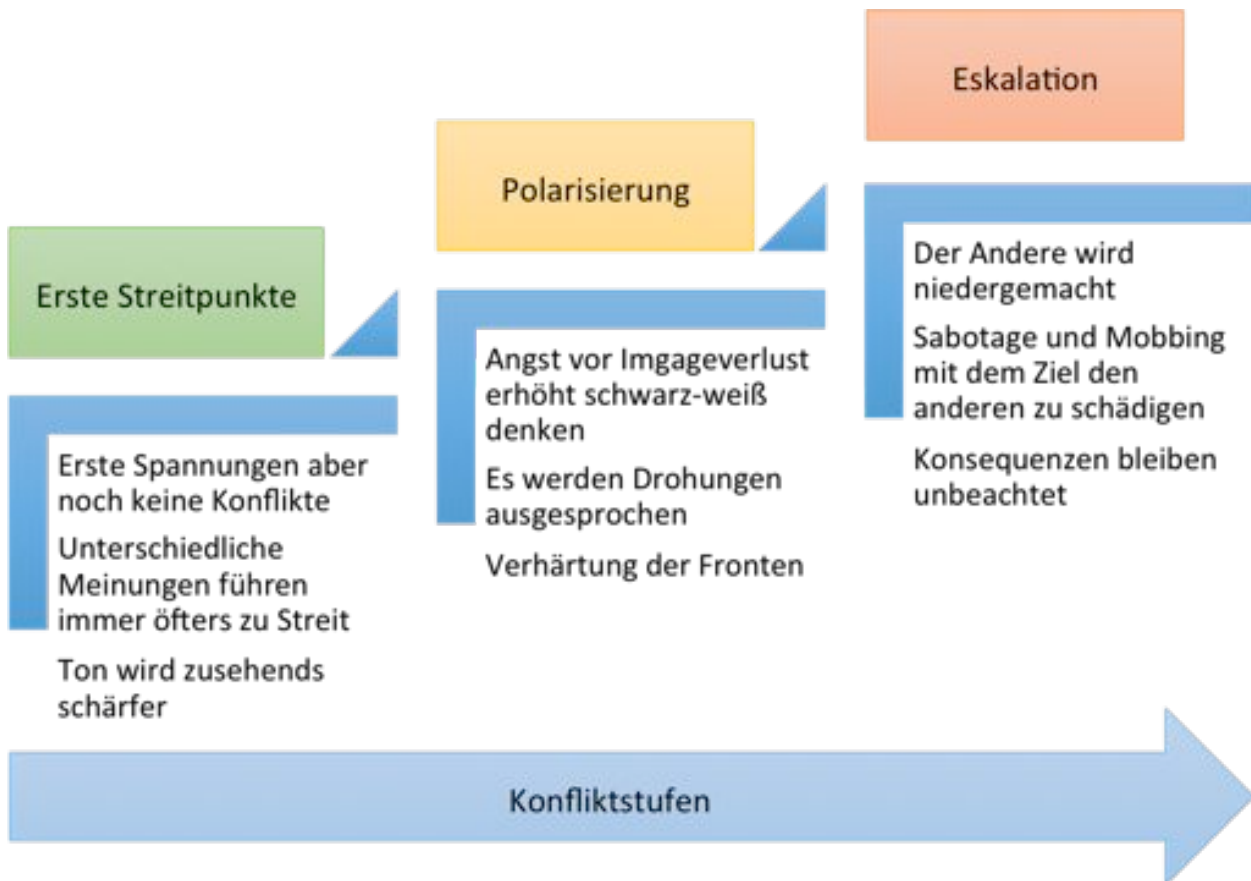 Erste Streitpunkte
Erste Spannungen aber
noch keine Konflikte
Unterschiedliche
Meinungen führen
immer öfters zu Streit
Ton wird zusehends
schärfer
Polarisierung
Angst vor Imgageverlust
erhöht schwarz-weiß
denken
Es werden Drohungen
ausgesprochen
Verhärtung der Fronten
Eskalation
Der Andere wird
niedergemacht
Sabotage und Mobbing
mit dem Ziel den
anderen zu schädigen
Konsequenzen bleiben
unbeachtet
Konfliktstufen